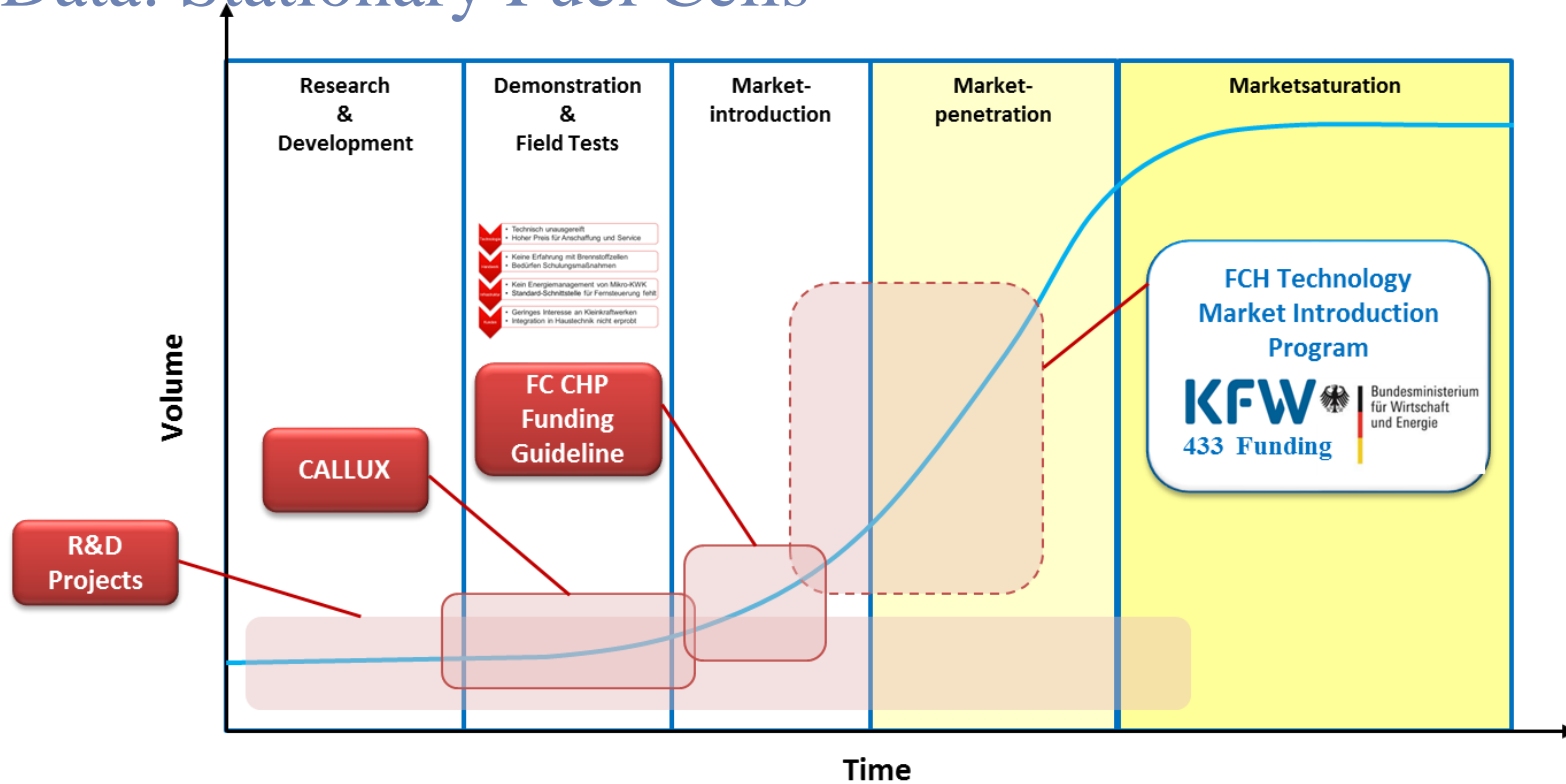 Data: Stationary Fuel Cells
Research
&
Development
Demonstration
&
Field Tests
Market-
introduction
Market-
penetration
Marketsaturation
• Technisch unausgereift
• Hoher Preis für Anschaffung und Service
• Keine Erfahrung mit Brennstoffzellen
• Bedürfen Schulungsmaßnahmen
• Kein Energiemanagement von Mikro-KWK
• Standard-Schnittstelle für Fernsteuerung fehlt
• Geringes Interesse an Kleinkraftwerken
• Integration in Haustechnik nicht erprobt
FCH Technology
Market Introduction
Program
KFW
Bundesministerium
für Wirtschaft
und Energie
433 Funding
FC CHP
Funding
Guideline
CALLUX
R&D
Projects
Volume
Time